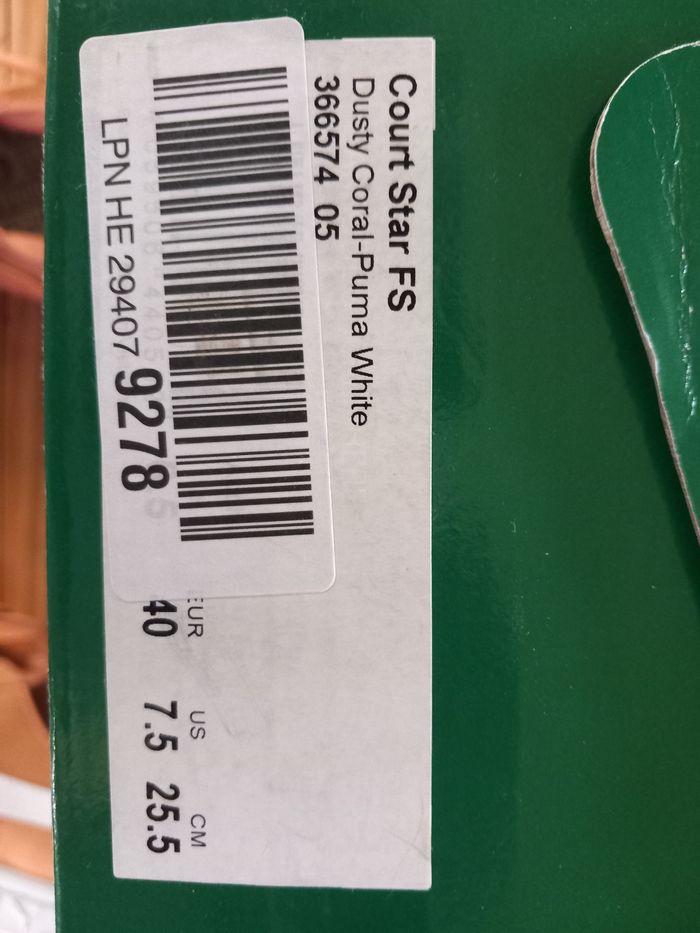 Court Star FS
Dusty Coral-Puma White
366574 05
LPN HE 29407 9278
EUR US CM
40 7.5 25.5